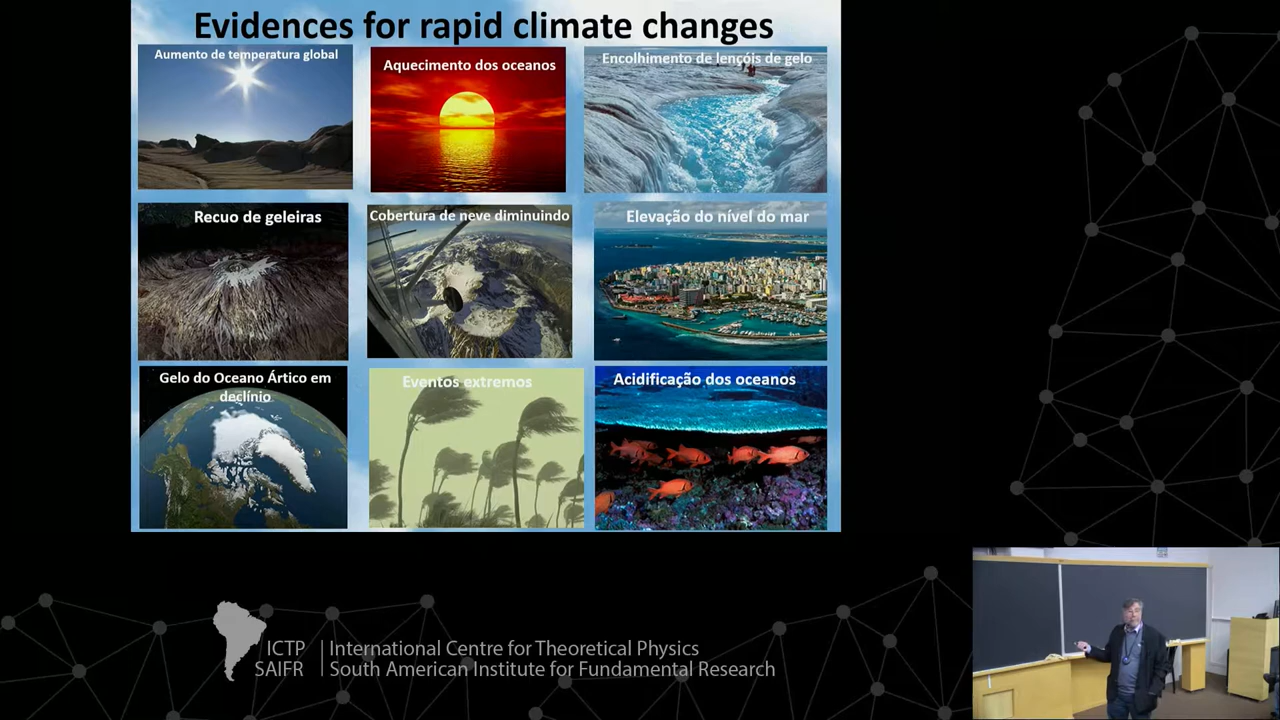 Evidences for rapid climate changes
Aumento de temperatura global
Aquecimento dos oceanos
Encolhimento de lençóis de gelo
Recuo de geleiras
Cobertura de neve diminuindo
Elevação do nível do mar
Gelo do Oceano Ártico em
declínio
Eventos extremos
Acidificação dos oceanos
ICTP
SAIFR
International Centre for Theoretical Physics
South American Institute for Fundamental Research